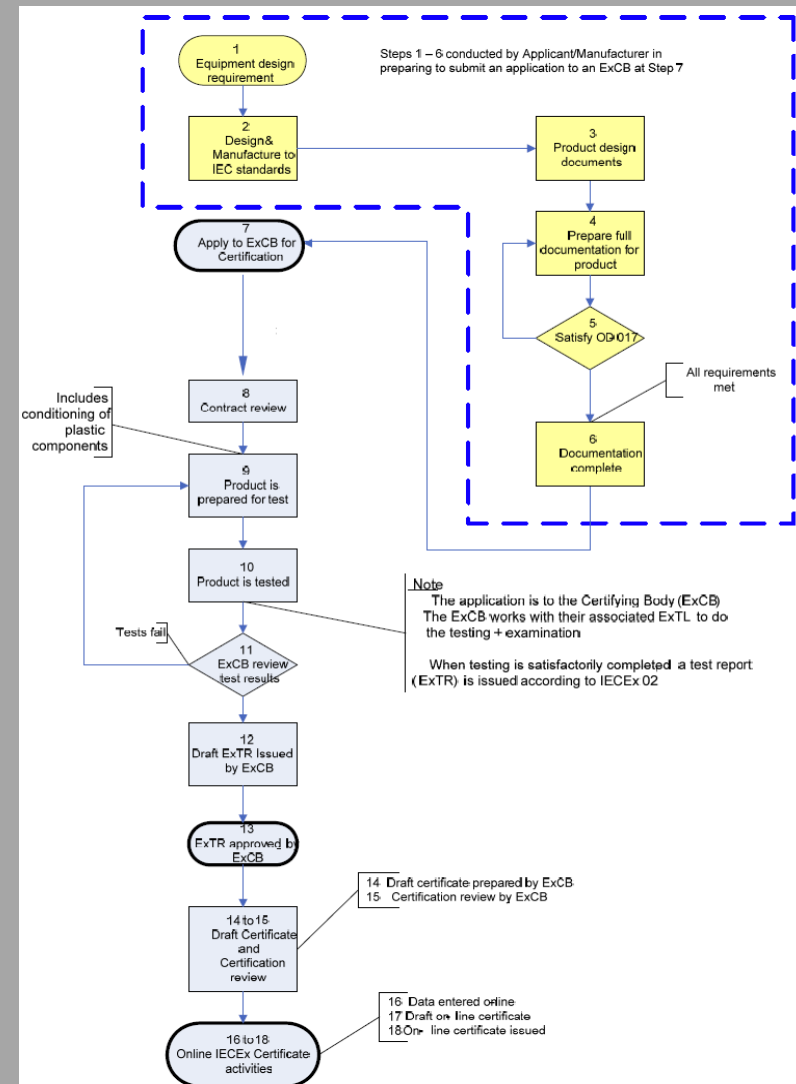 1
Equipment design
requirement
Steps 1 – 6 conducted by Applicant/Manufacturer in
preparing to submit an application to an ExCB at Step 7
2
Design&
Manufacture to
IEC standards
3
Product design
documents
4
Prepare full
documentation for
product
5
Satisfy OD 017
All requirements
met
6
Documentation
complete
7
Apply to ExCB for
Certification
8
Contract review
Includes
conditioning of
plastic
components
9
Product is
prepared for test
10
Product is tested
Note
The application is to the Certifying Body (ExCB)
The ExCB works with their associated ExTL to do
the testing + examination
When testing is satisfactorily completed a test report
(ExTR) is issued according to IECEx 02
Tests fail
11
ExCB review
test results
12
Draft ExTR Issued
by ExCB
13
ExTR approved by
ExCB
14 Draft certificate prepared by ExCB
15 Certification review by ExCB
14 to 15
Draft Certificate
and
Certification
review
16 Data entered online
17 Draft on- line certificate
18 On- line certificate issued
16 to 18
Online IECEx Certificate
activities